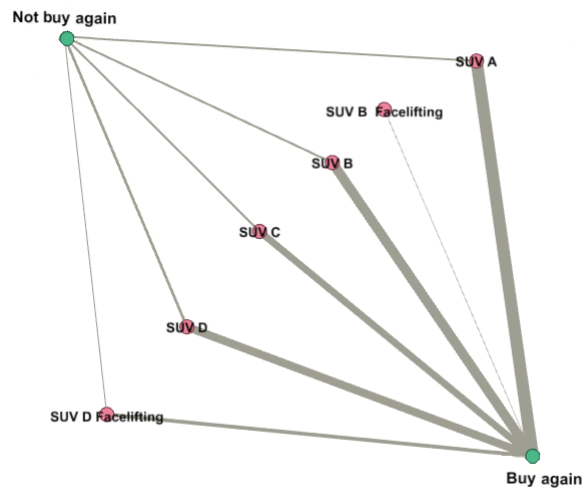 Not buy again
SUV A
SUV B Facelifting
SUV B
SUV C
SUV D
SUV D Facelifting
Buy again